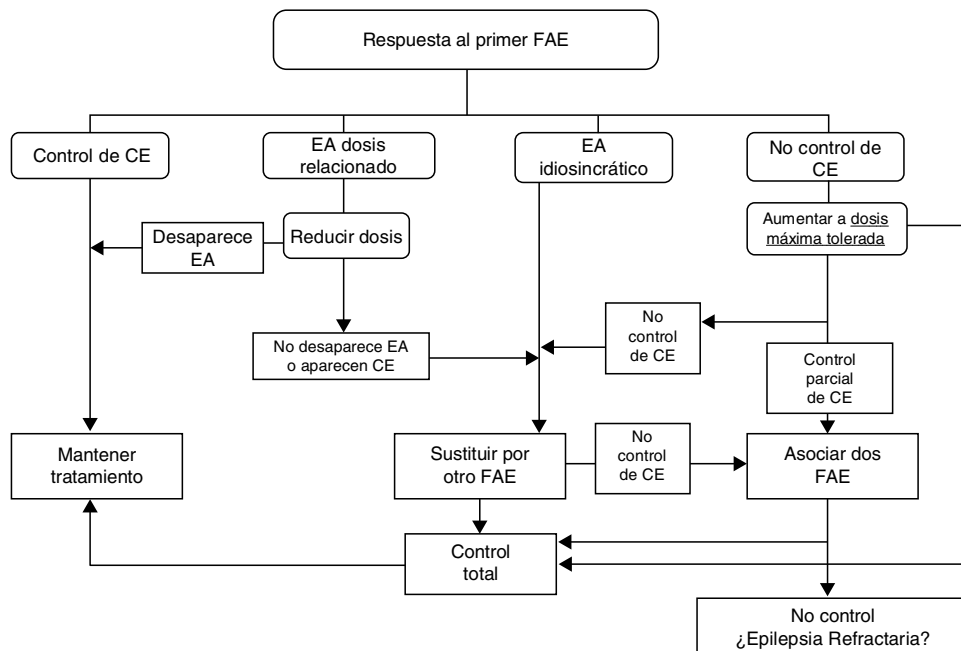 Respuesta al primer FAE
Control de CE
EA dosis
relacionado
EA
idiosincrático
No control de
CE
Aumentar a dosis
máxima tolerada
Desaparece
EA
Reducir dosis
No desaparece EA
o aparecen CE
No
control
de CE
Control
parcial
de CE
Mantener
tratamiento
Sustituir por
otro FAE
No
control
de CE
Asociar dos
FAE
Control
total
No control
¿Epilepsia Refractaria?